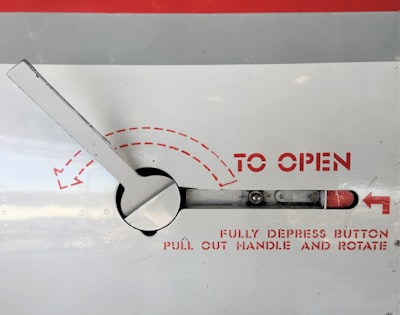 TO OPEN
FULLY DEPRESS BUTTON
PULL OUT HANDLE AND ROTATE